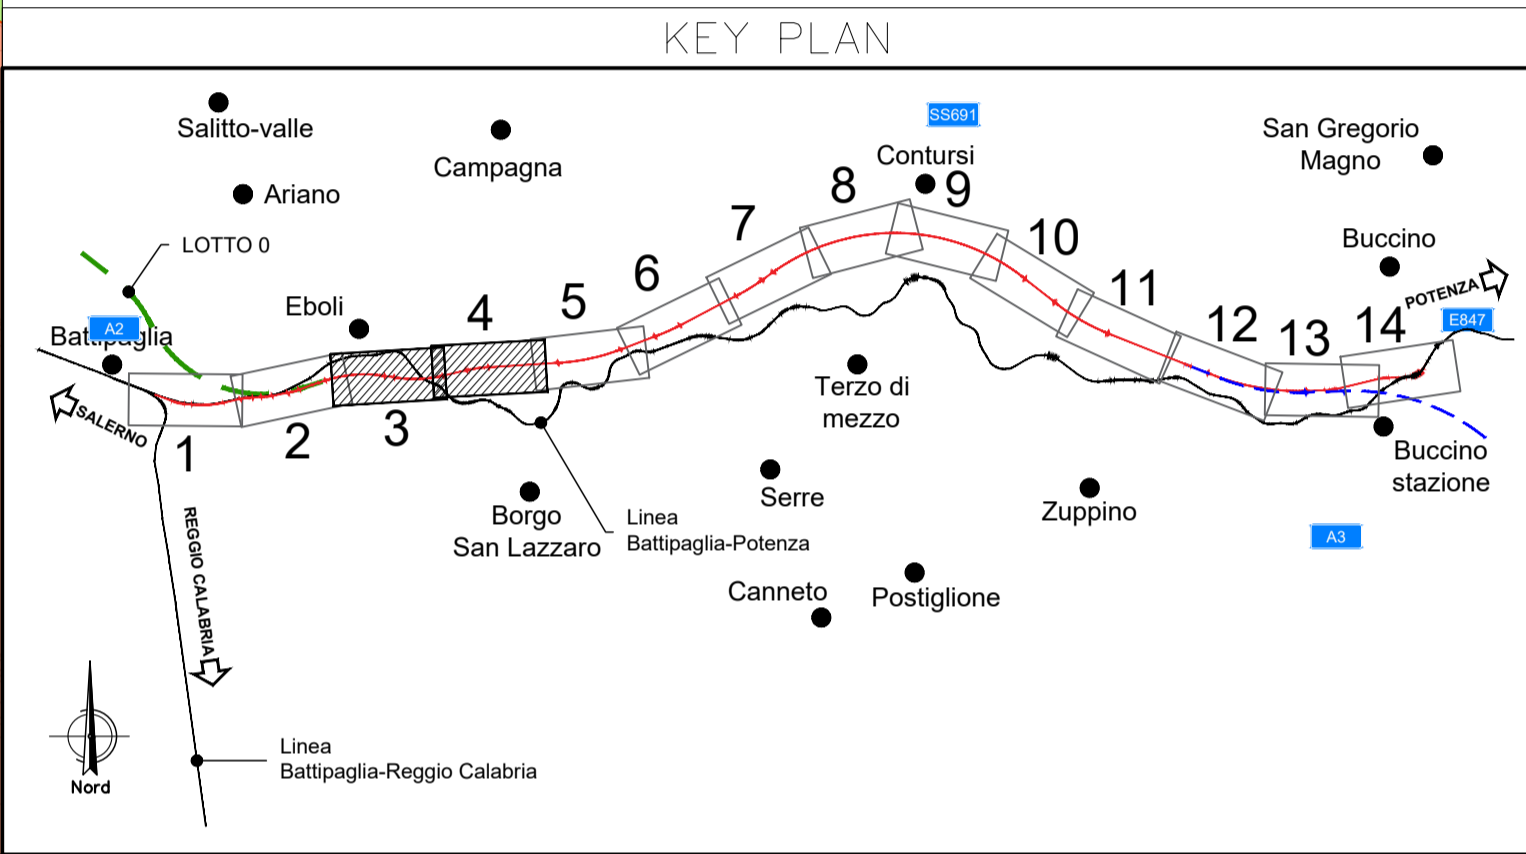 KEY PLAN
Salitto-valle
Campagna
SS691
Contursi
San Gregorio
Magno
Ariano
LOTTO 0
Buccino
POTENZA
E847
Eboli
Battipaglia
A2
SALERNO
1
2
3
4
5
6
7
8
9
10
11
12
13
14
Terzo di
mezzo
Buccino
stazione
Serre
Zuppino
Borgo
San Lazzaro
Linea
Battipaglia-Potenza
A3
Canneto
Postiglione
REGGIO CALABRIA
Nord
Linea
Battipaglia-Reggio Calabria